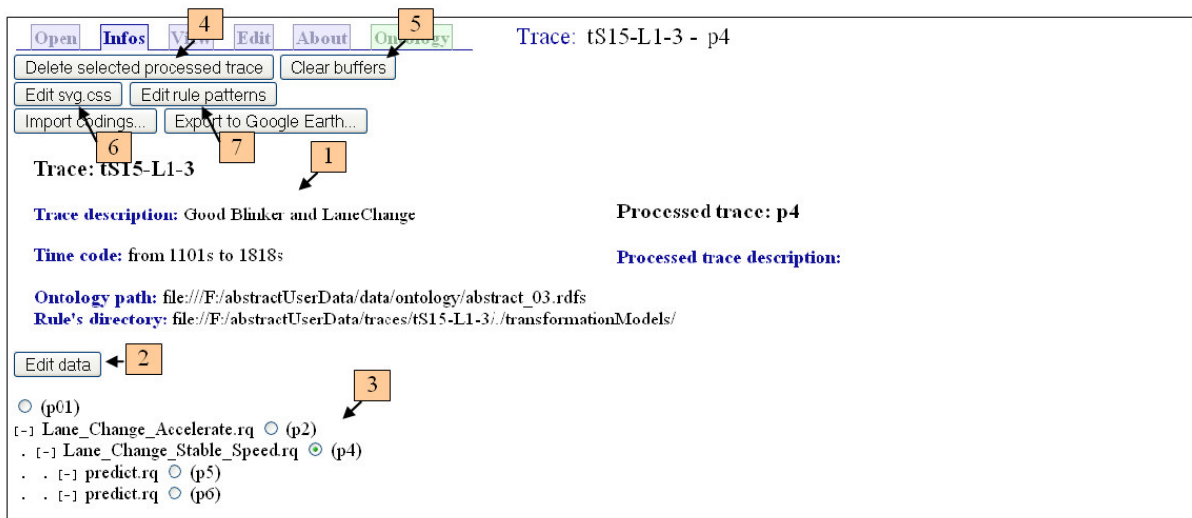 Open Infos View Edit About Ontology Trace: tS15-L1-3 - p4
4
5
Delete selected processed trace Clear buffers
Edit svg.css Edit rule patterns
Import codings... Export to Google Earth...
6
7
1
Trace: tS15-L1-3
Trace description: Good Blinker and LaneChange
Processed trace: p4
Time code: from 1101s to 1818s
Processed trace description:
Ontology path: file:///F:/abstractUserData/data/ontology/abstract_03.rdfs
Rule's directory: file://F:/abstractUserData/traces/tS15-L1-3/./transformationModels/
Edit data
2
3
(p01)
[-] Lane_Change_Accelerate.rq (p2)
. [-] Lane_Change_Stable_Speed.rq (p4)
. . [-] predict.rq (p5)
. . [-] predict.rq (p6)